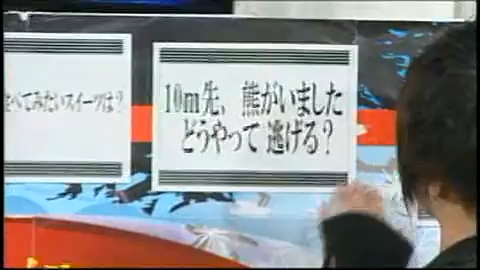 べてみたいスイーツは？
10m先、熊がいました
どうやって 逃げる？